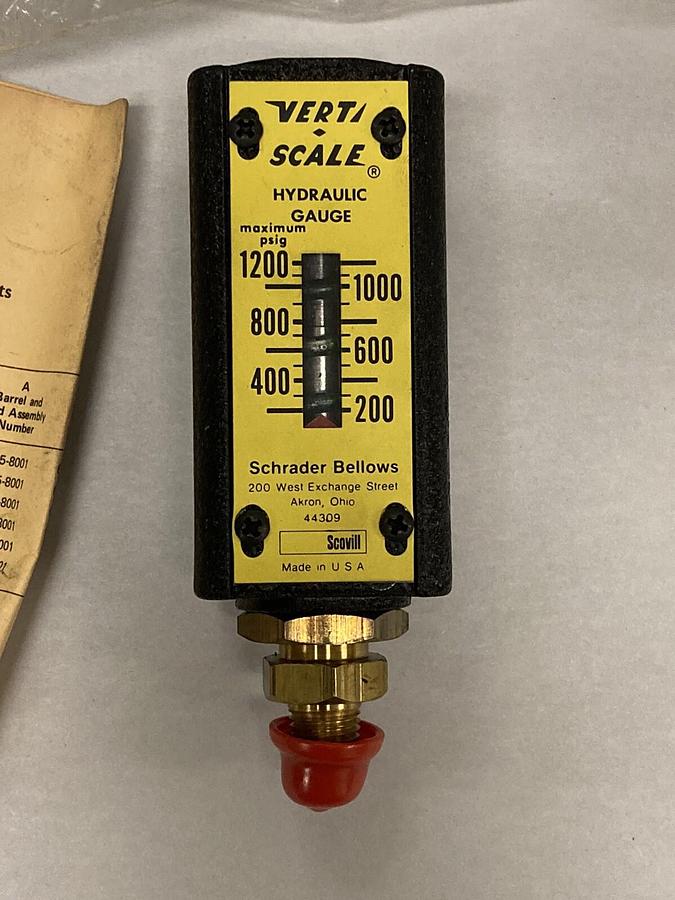 VERTI
SCALE®
HYDRAULIC
GAUGE
maximum
psig
1200
1000
800
600
400
200
Schrader Bellows
200 West Exchange Street
Akron, Ohio
44309
Scovill
Made in U S A
ts
A
Barrel and
d Assembly
Number
5-8001
5-8001
-8001
8001
001